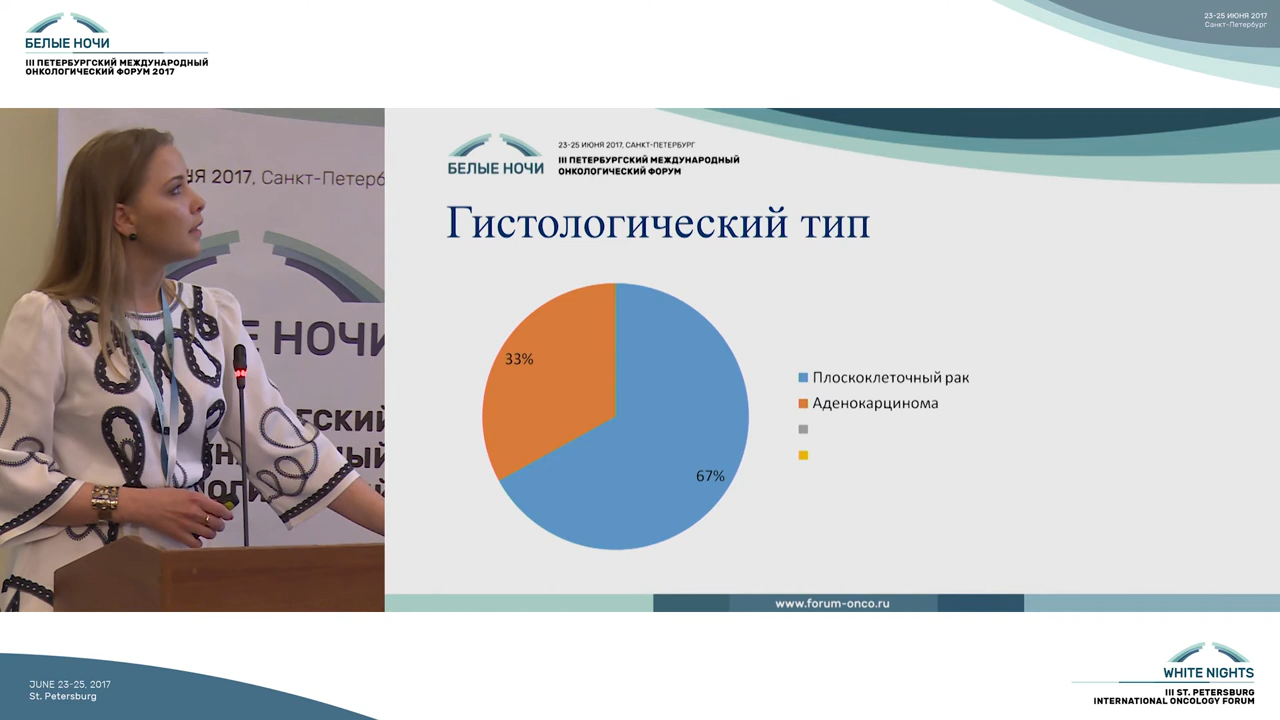 БЕЛЫЕ НОЧИ
III ПЕТЕРБУРГСКИЙ МЕЖДУНАРОДНЫЙ
ОНКОЛОГИЧЕСКИЙ ФОРУМ 2017
23-25 ИЮНЯ 2017
Санкт-Петербург
23-25 ИЮНЯ 2017, САНКТ-ПЕТЕРБУРГ
БЕЛЫЕ НОЧИ
III ПЕТЕРБУРГСКИЙ МЕЖДУНАРОДНЫЙ
ОНКОЛОГИЧЕСКИЙ ФОРУМ
Гистологический тип
33%
67%
Плоскоклеточный рак
Аденокарцинома
www.forum-onco.ru
2017, Санкт-Петерб
НОЧИ
JUNE 23-25, 2017
St. Petersburg
WHITE NIGHTS
III ST. PETERSBURG
INTERNATIONAL ONCOLOGY FORUM